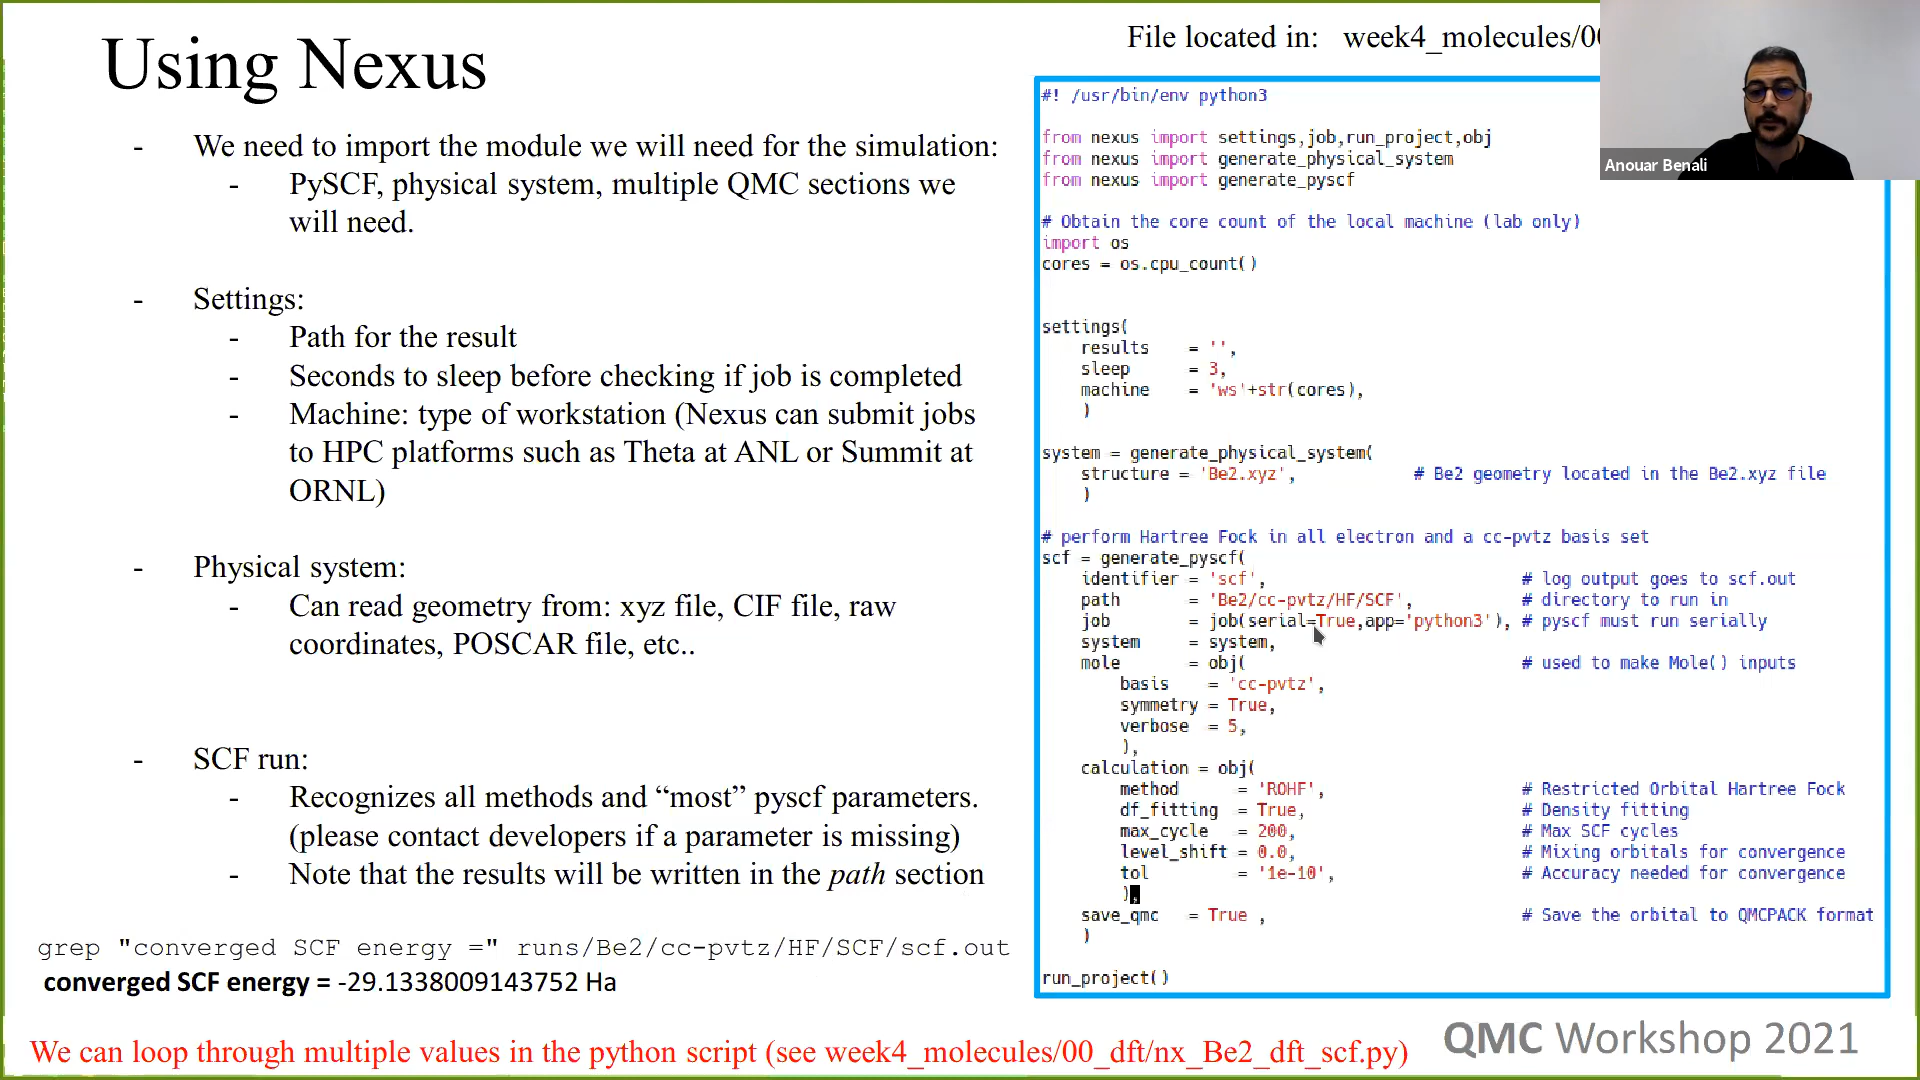 Using Nexus
- We need to import the module we will need for the simulation:
- PySCF, physical system, multiple QMC sections we
will need.
- Settings:
- Path for the result
- Seconds to sleep before checking if job is completed
- Machine: type of workstation (Nexus can submit jobs
to HPC platforms such as Theta at ANL or Summit at
ORNL)
- Physical system:
- Can read geometry from: xyz file, CIF file, raw
coordinates, POSCAR file, etc..
- SCF run:
- Recognizes all methods and “most” pyscf parameters.
(please contact developers if a parameter is missing)
- Note that the results will be written in the path section
grep "converged SCF energy =" runs/Be2/cc-pvtz/HF/SCF/scf.out
converged SCF energy = -29.1338009143752 Ha
We can loop through multiple values in the python script (see week4_molecules/00_dft/nx_Be2_dft_scf.py)
File located in: week4_molecules/00
#! /usr/bin/env python3
from nexus import settings,job,run_project,obj
from nexus import generate_physical_system
from nexus import generate_pyscf
# Obtain the core count of the local machine (lab only)
import os
cores = os.cpu_count()
settings(
results = '',
sleep = 3,
machine = 'ws'+str(cores),
)
system = generate_physical_system(
structure = 'Be2.xyz', # Be2 geometry located in the Be2.xyz file
)
# perform Hartree Fock in all electron and a cc-pvtz basis set
scf = generate_pyscf(
identifier = 'scf', # log output goes to scf.out
path = 'Be2/cc-pvtz/HF/SCF', # directory to run in
job = job(serial=True,app='python3'), # pyscf must run serially
system = system,
mole = obj( # used to make Mole() inputs
basis = 'cc-pvtz',
symmetry = True,
verbose = 5,
),
calculation = obj(
method = 'ROHF', # Restricted Orbital Hartree Fock
df_fitting = True, # Density fitting
max_cycle = 200, # Max SCF cycles
level_shift = 0.0, # Mixing orbitals for convergence
tol = '1e-10', # Accuracy needed for convergence
),
save_qmc = True , # Save the orbital to QMCPACK format
)
run_project()
Anouar Benali
QMC Workshop 2021